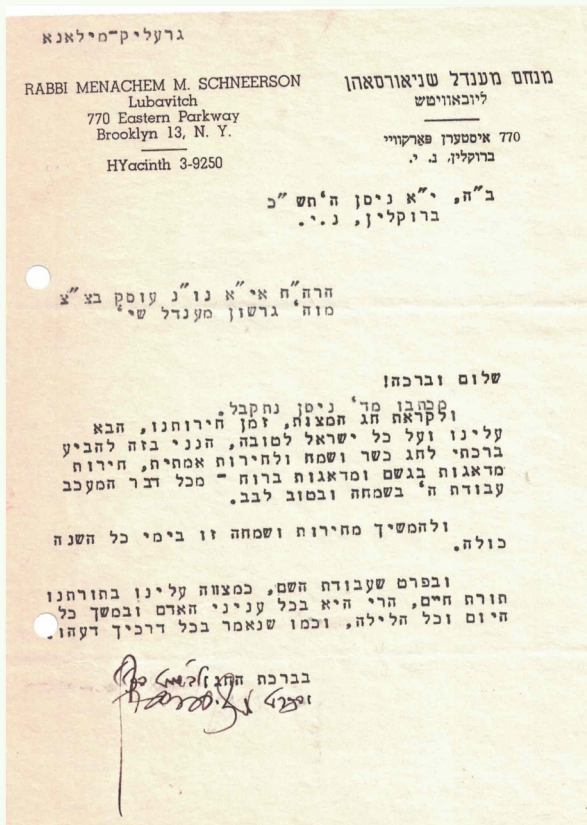 גרעליק-מילאנא
RABBI MENACHEM M. SCHNEERSON
Lubavitch
770 Eastern Parkway
Brooklyn 13, N. Y.
HYacinth 3-9250
מנחם מענדל שניאורסאהן
ליובאוויטש
770 איסטערן פארקוויי
ברוקלין, נ. י.
ב"ה, י"א ניסן ה'תש"כ
ברוקלין, נ.י.
הרה"ח אי"א נו"נ עוסק בצ"צ
מוה' גרשון מענדל שי'
שלום וברכה!
מכתבו מד' ניסן נתקבל.
ולקראת חג המצות, זמן חירותנו, הבא
עלינו ועל כל ישראל לטובה, הנני בזה להביע
ברכתי לחג כשר ושמח ולחירות אמתית, חירות
מדאגות בגשם ומדאגות ברוח - מכל דבר המעכב
עבודת ה' בשמחה ובטוב לבב.
ולהמשיך מחירות ושמחה זו בימי כל השנה
כולה.
ובפרט שעבודת השם, כמצווה עלינו בתורתנו
תורת חיים, הרי היא בכל עניני האדם ובמשך כל
היום וכל הלילה, וכמו שנאמר בכל דרכיך דעהו.
בברכת החג